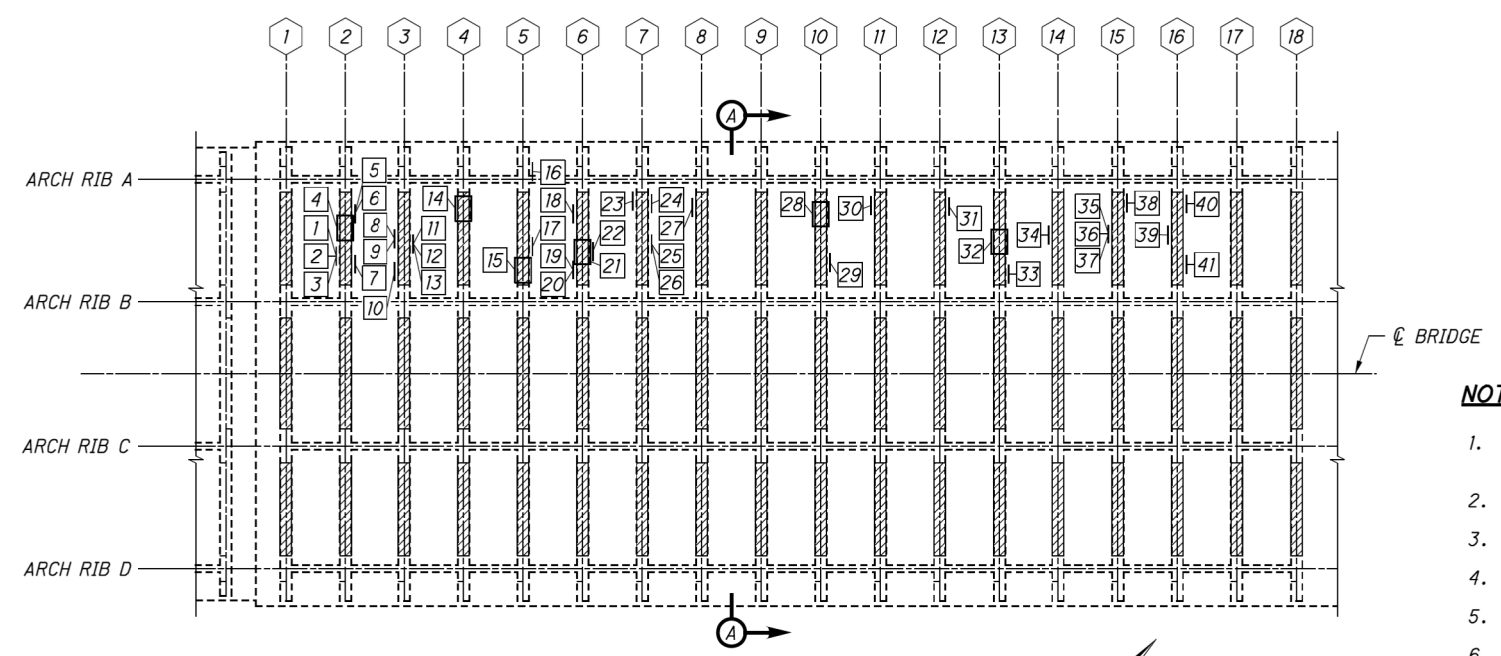 1 2 3 4 5 6 7 8 9 10 11 12 13 14 15 16 17 18
A
ARCH RIB A
5 16
4 6 14 18 23 24 28 30 31 34 35 38 40
1 8 11 17 22 27 32 36 39
2 9 12 15 19 21 25 29 33 37 41
3 7 13 20 26
10
ARCH RIB B
℄ BRIDGE
NOT
1.
ARCH RIB C
2.
3.
ARCH RIB D
4.
5.
A
6